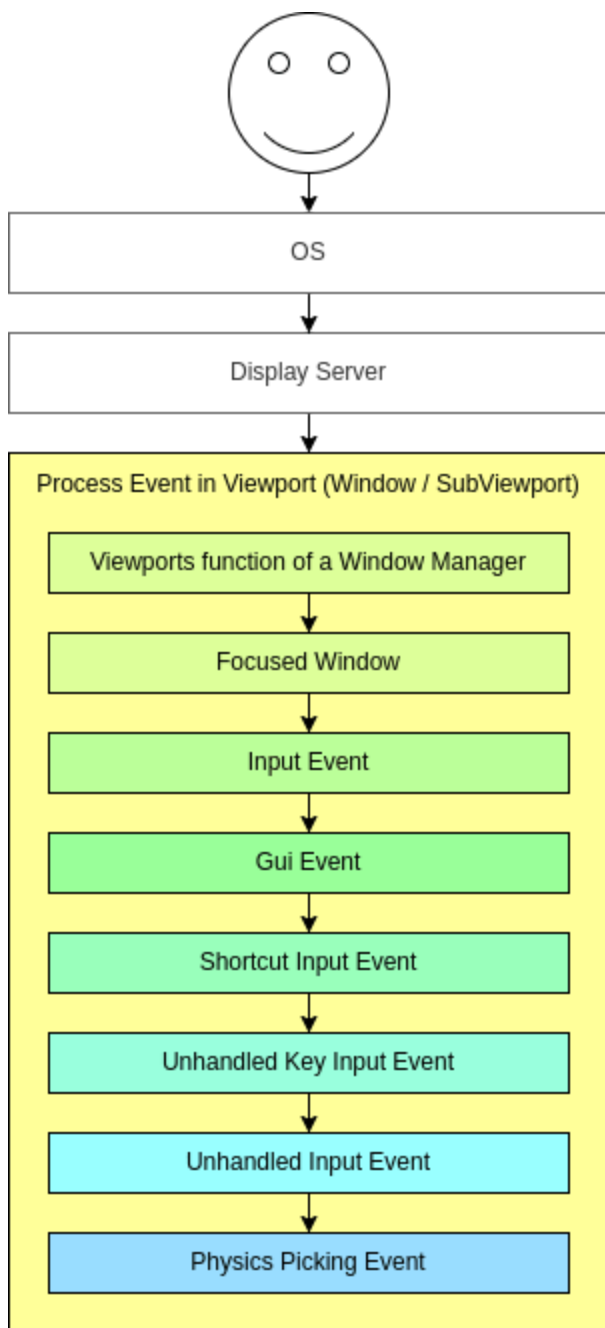 OS
Display Server
Process Event in Viewport (Window / SubViewport)
Viewports function of a Window Manager
Focused Window
Input Event
Gui Event
Shortcut Input Event
Unhandled Key Input Event
Unhandled Input Event
Physics Picking Event